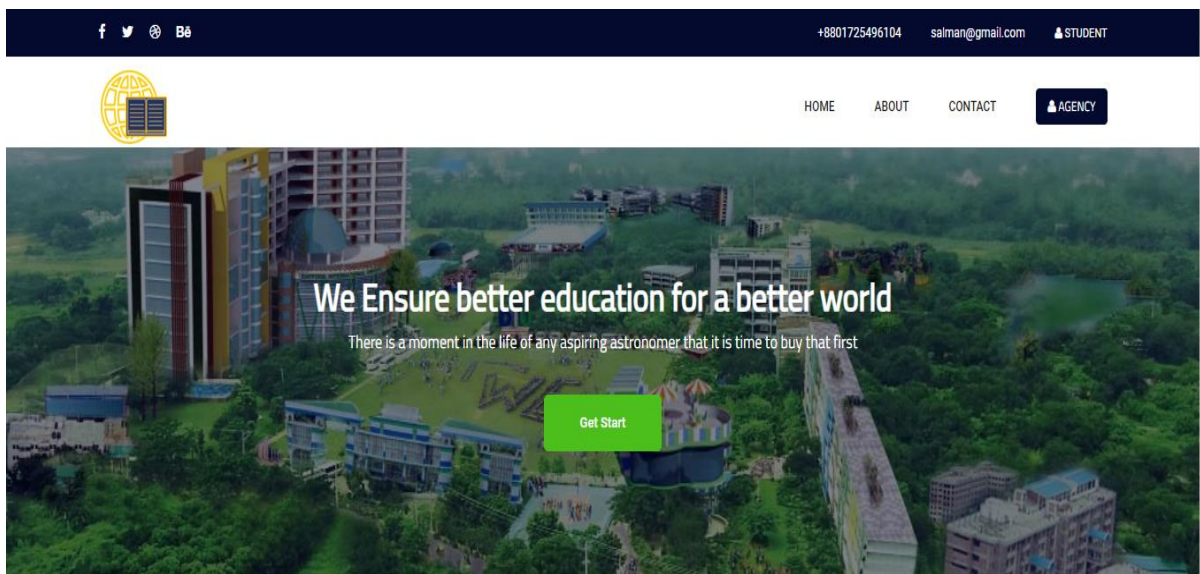 Bē
+8801725496104 salman@gmail.com STUDENT
HOME ABOUT CONTACT AGENCY
We Ensure better education for a better world
There is a moment in the life of any aspiring astronomer that it is time to buy that first
Get Start